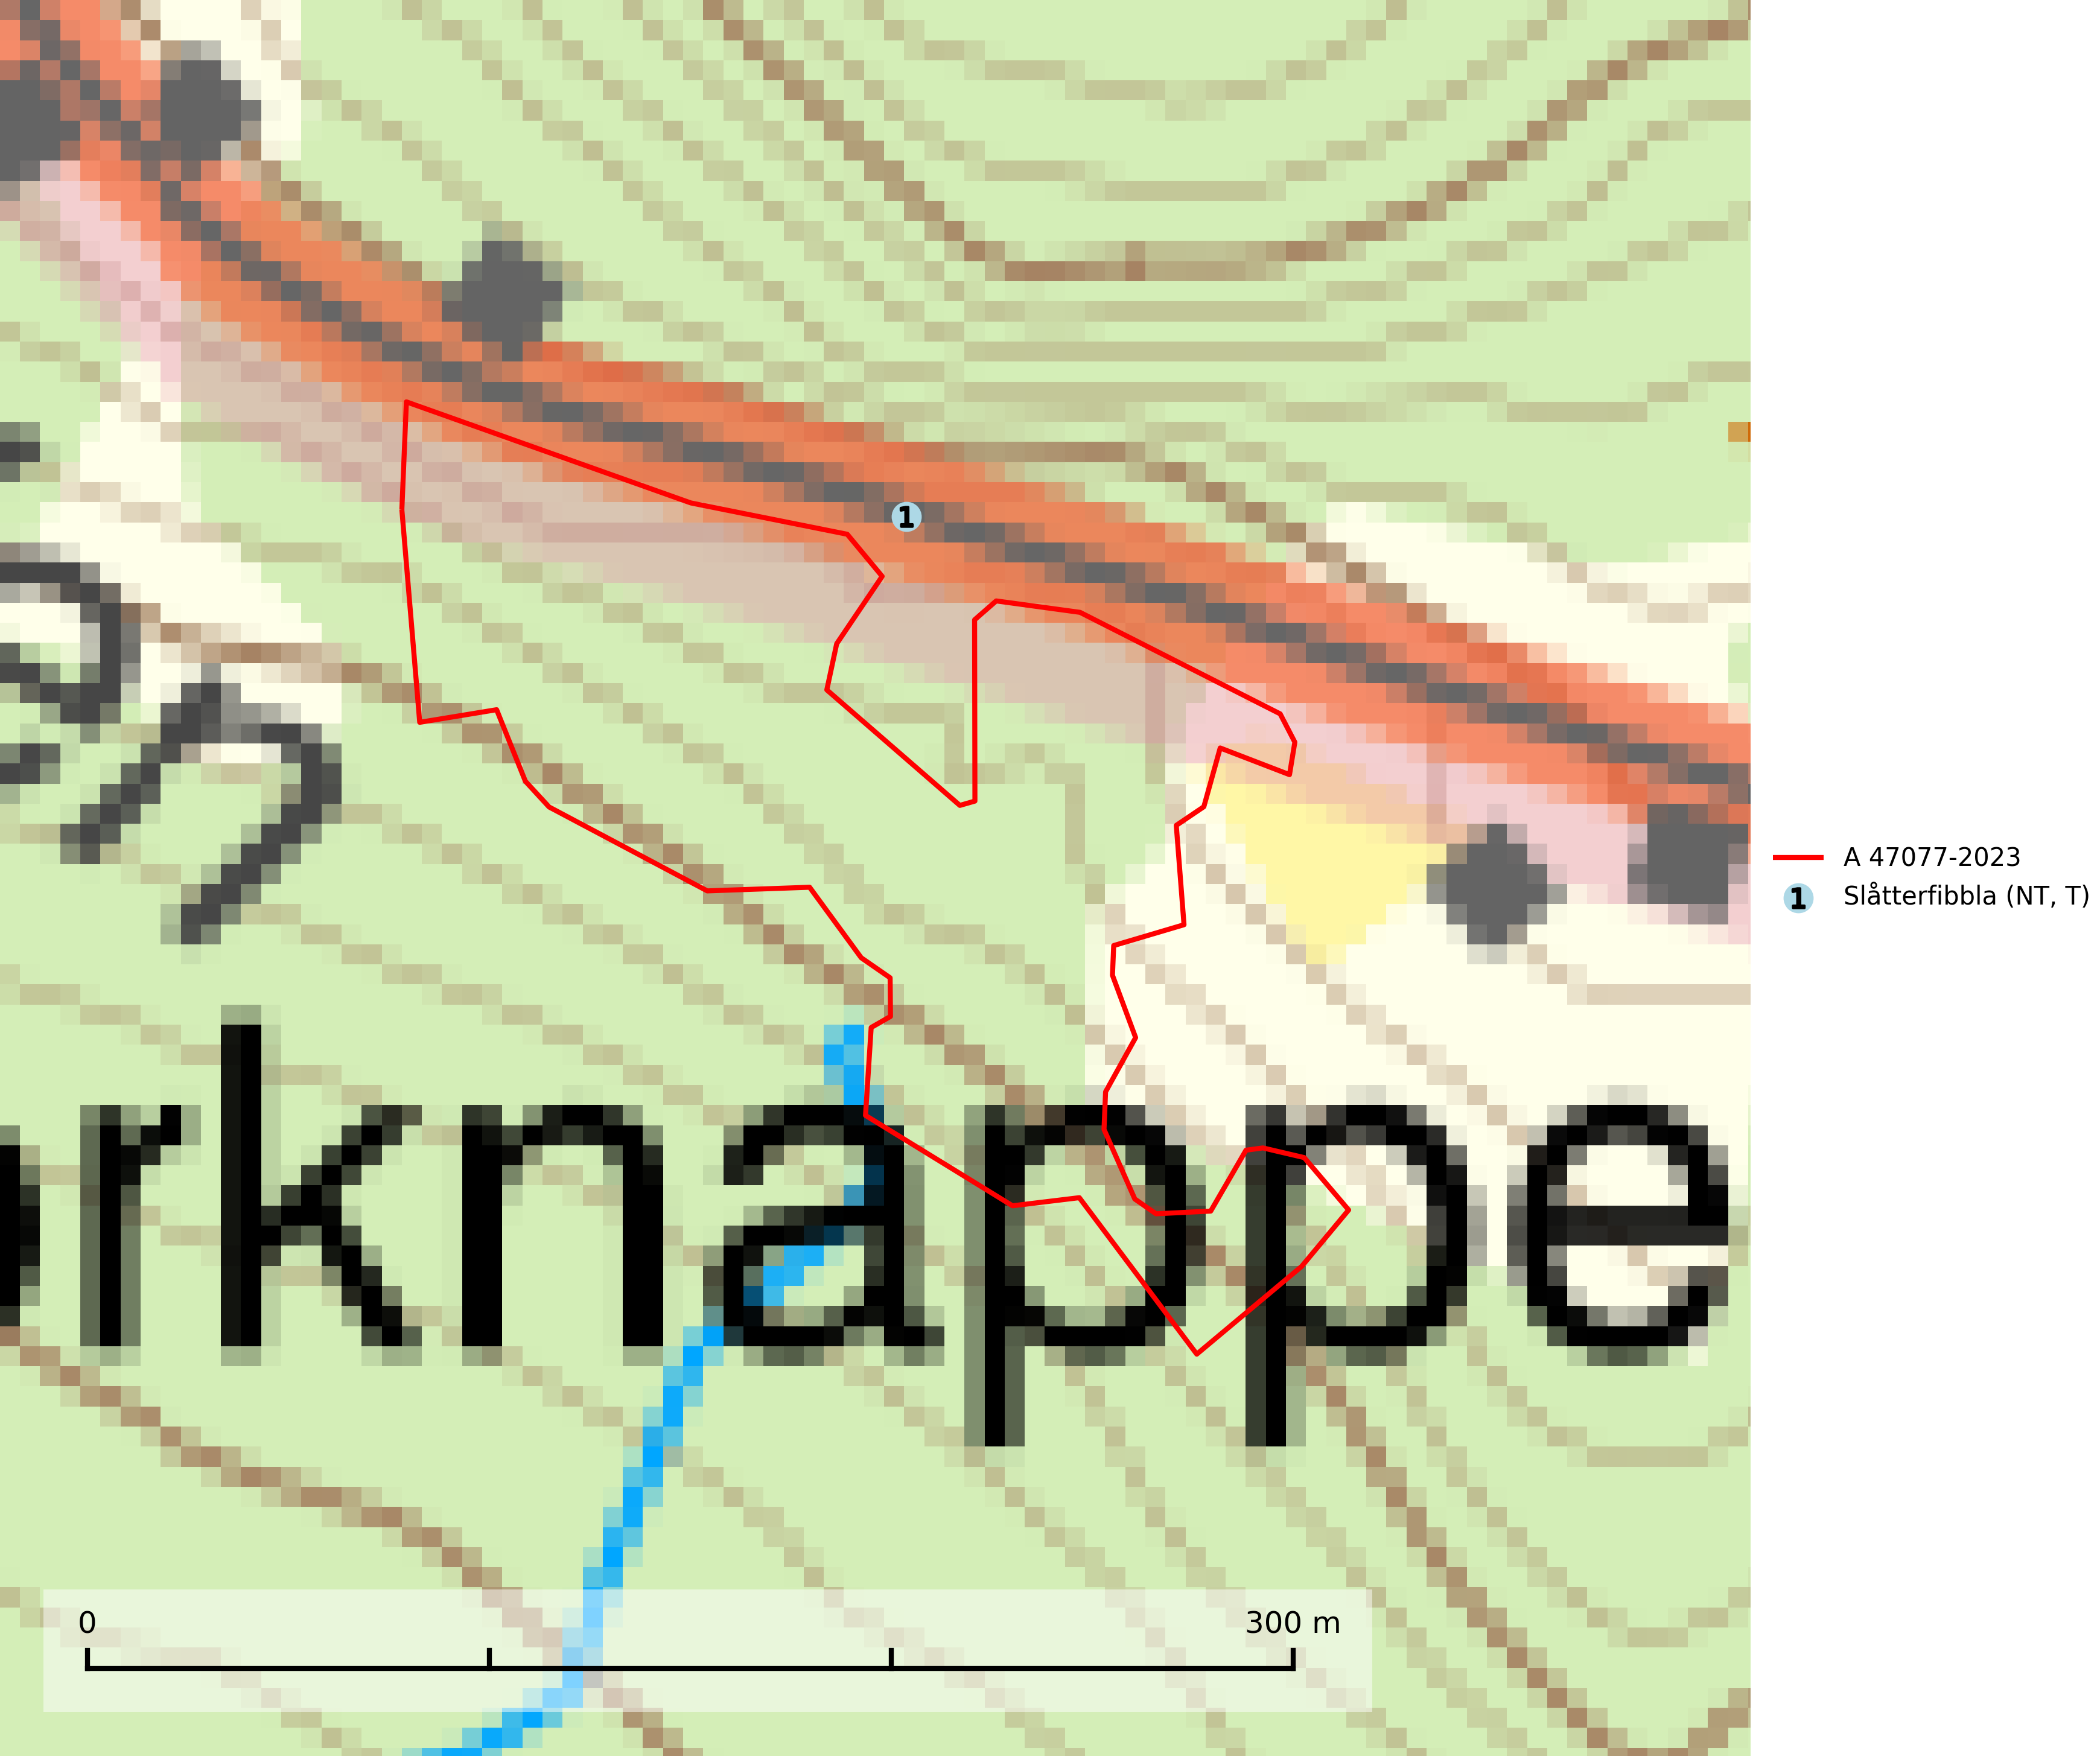 1
rknappe
A 47077-2023
1 Slåtterfibbla (NT, T)
0 300 m